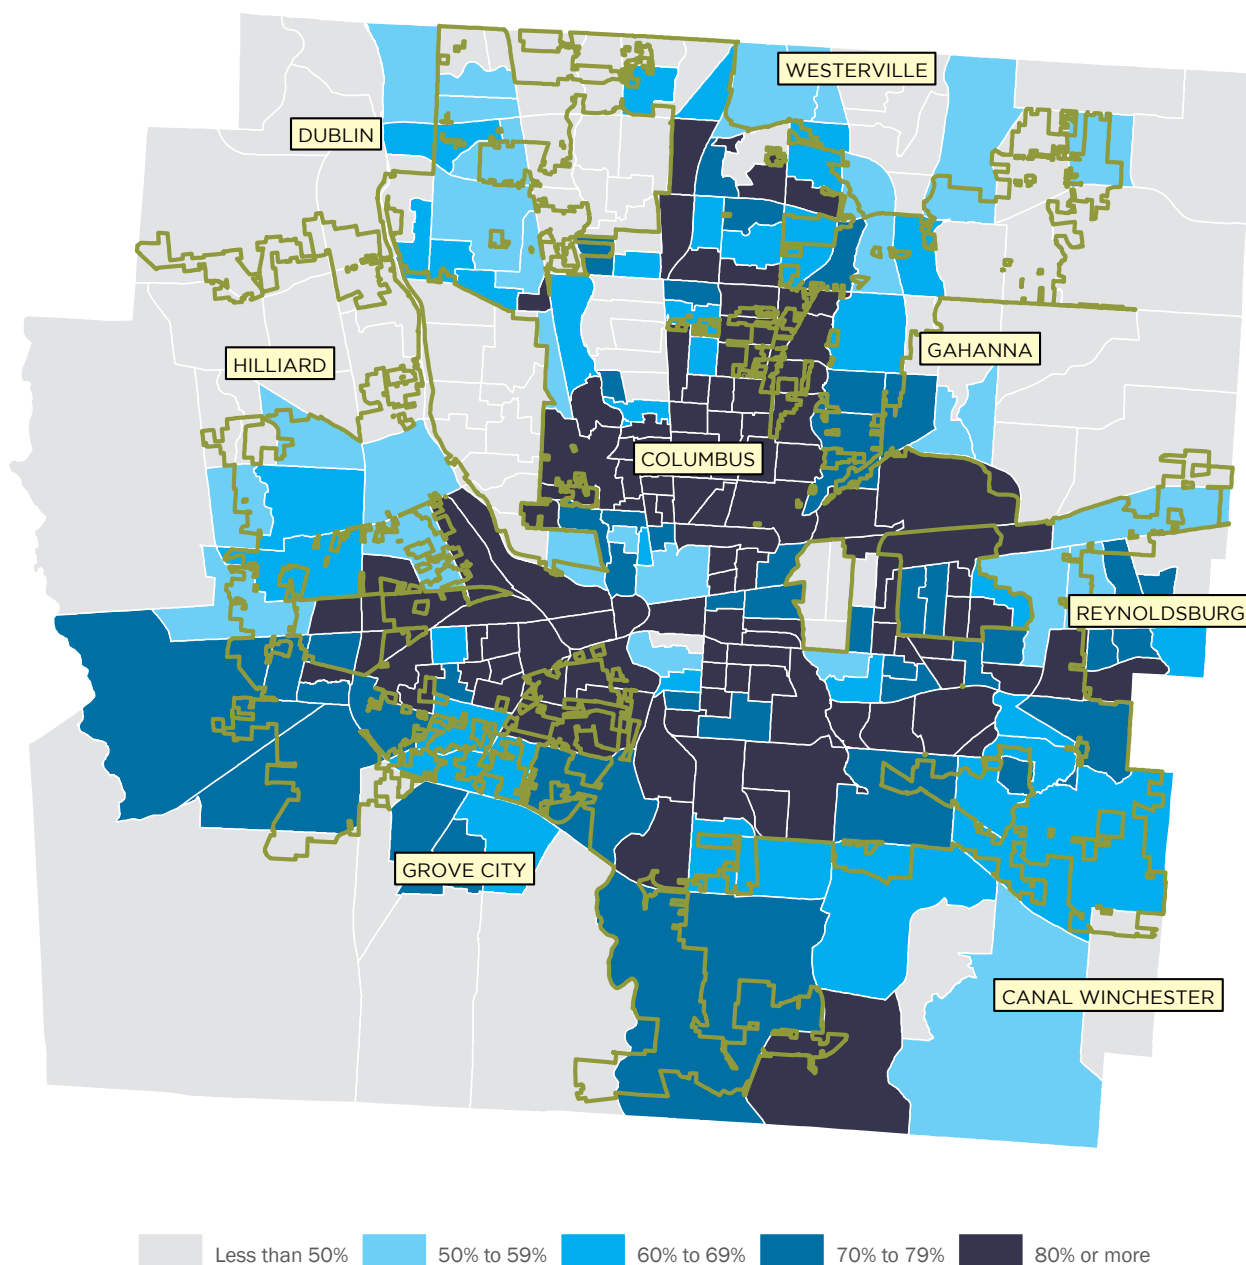 WESTERVILLE
DUBLIN
GAHANNA
HILLIARD
COLUMBUS
REYNOLDSBURG
GROVE CITY
CANAL WINCHESTER
Less than 50%
50% to 59%
60% to 69%
70% to 79%
80% or more